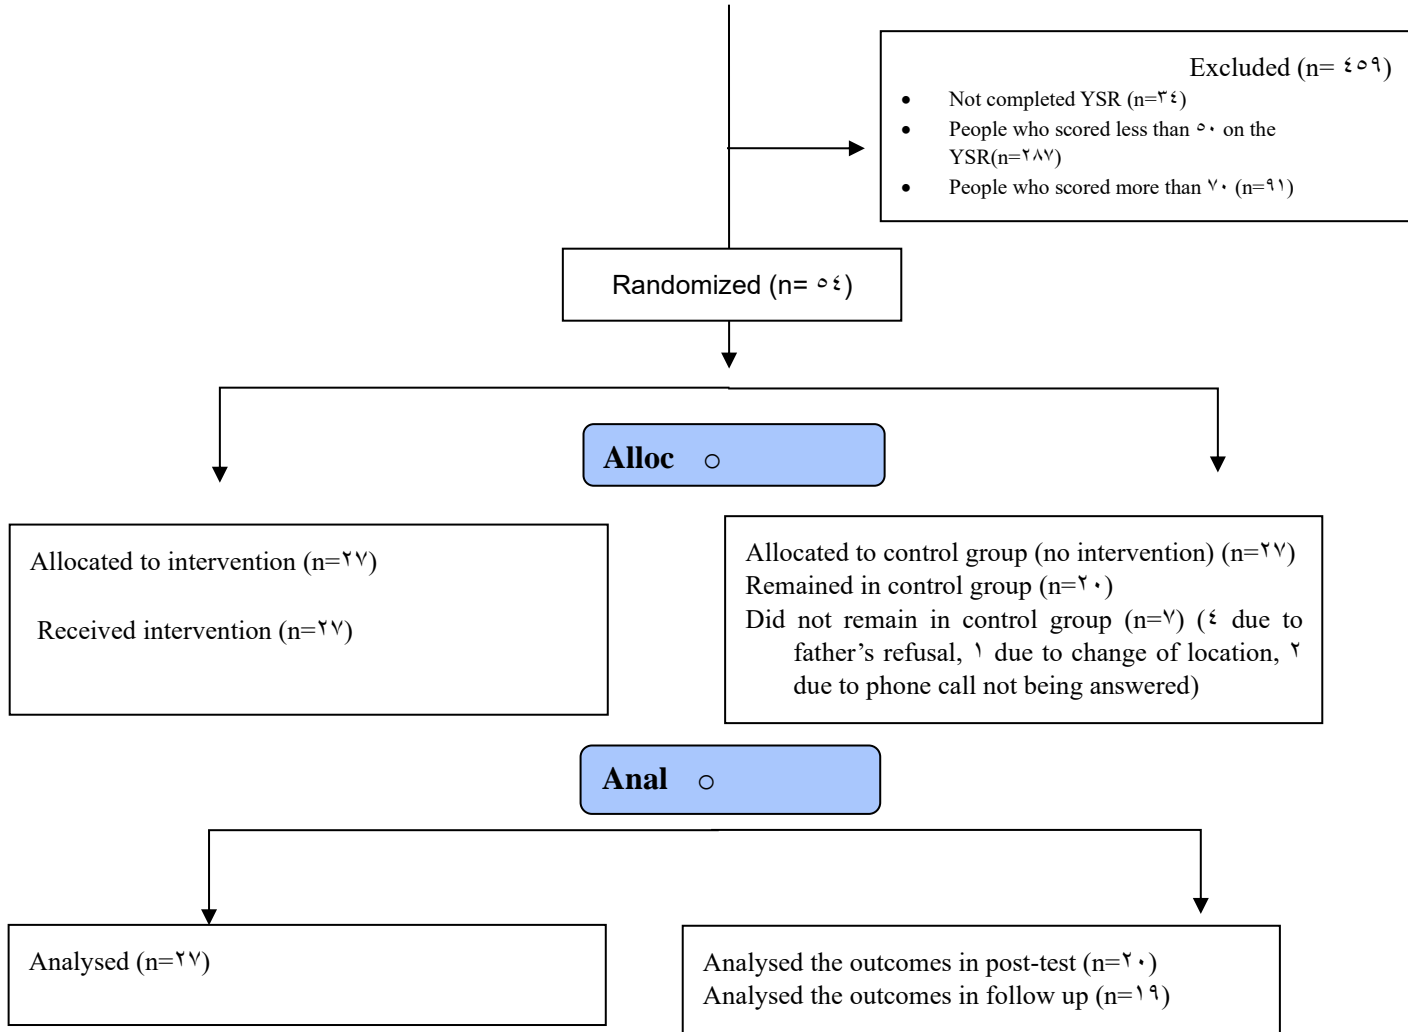 Excluded (n= ٤٥٩)
• Not completed YSR (n=٣٤)
• People who scored less than ٥٠ on the
YSR(n=٢٨٧)
• People who scored more than ٧٠ (n=٩١)
Randomized (n= ٥٤)
Alloc ○
Allocated to intervention (n=٢٧)
Received intervention (n=٢٧)
Allocated to control group (no intervention) (n=٢٧)
Remained in control group (n=٢٠)
Did not remain in control group (n=٧) (٤ due to
father’s refusal, ١ due to change of location, ٢
due to phone call not being answered)
Anal ○
Analysed (n=٢٧)
Analysed the outcomes in post-test (n=٢٠)
Analysed the outcomes in follow up (n=١٩)